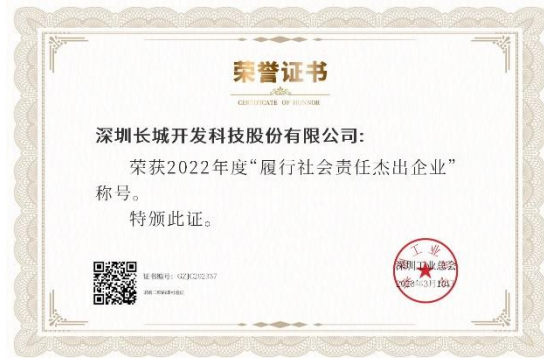 荣誉证书
CERTIFICATE OF HONNOR
深圳长城开发科技股份有限公司:
荣获2022年度“履行社会责任杰出企业”
称号。
特颁此证。
深圳工业总会